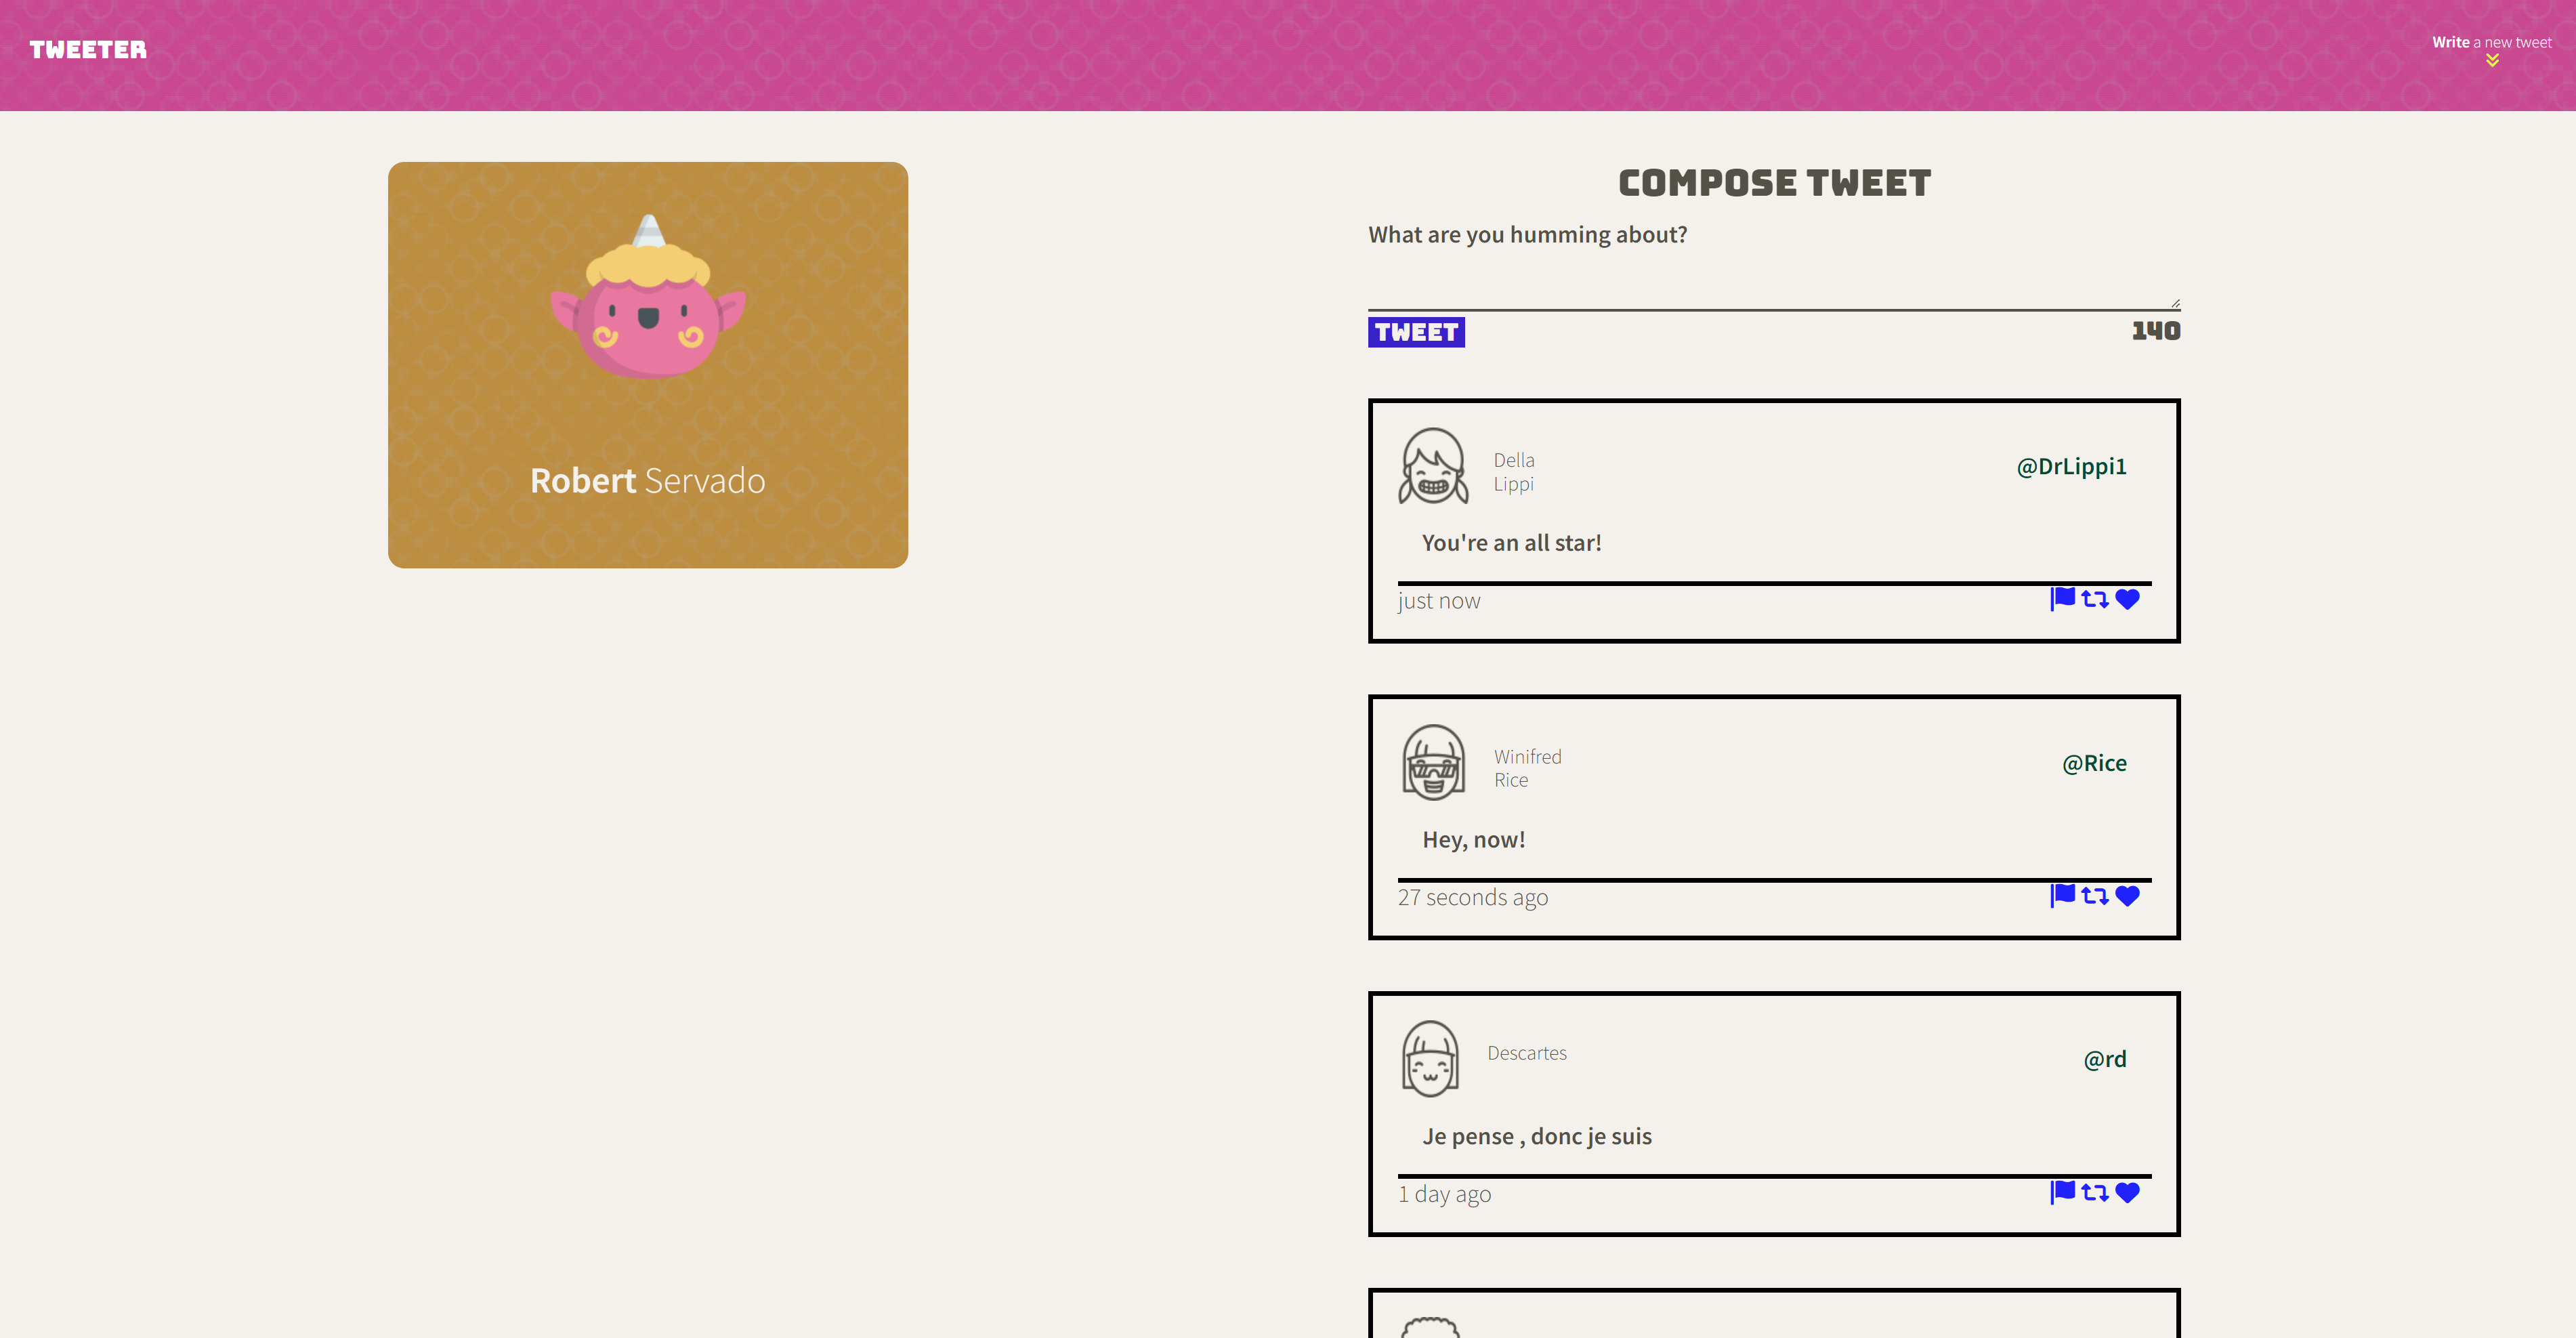 TWEETER
Write a new tweet
Robert Servado
COMPOSE TWEET
What are you humming about?
TWEET
140
Della
Lippi
@DrLippi1
You're an all star!
just now
Winifred
Rice
@Rice
Hey, now!
27 seconds ago
Descartes
@rd
Je pense , donc je suis
1 day ago